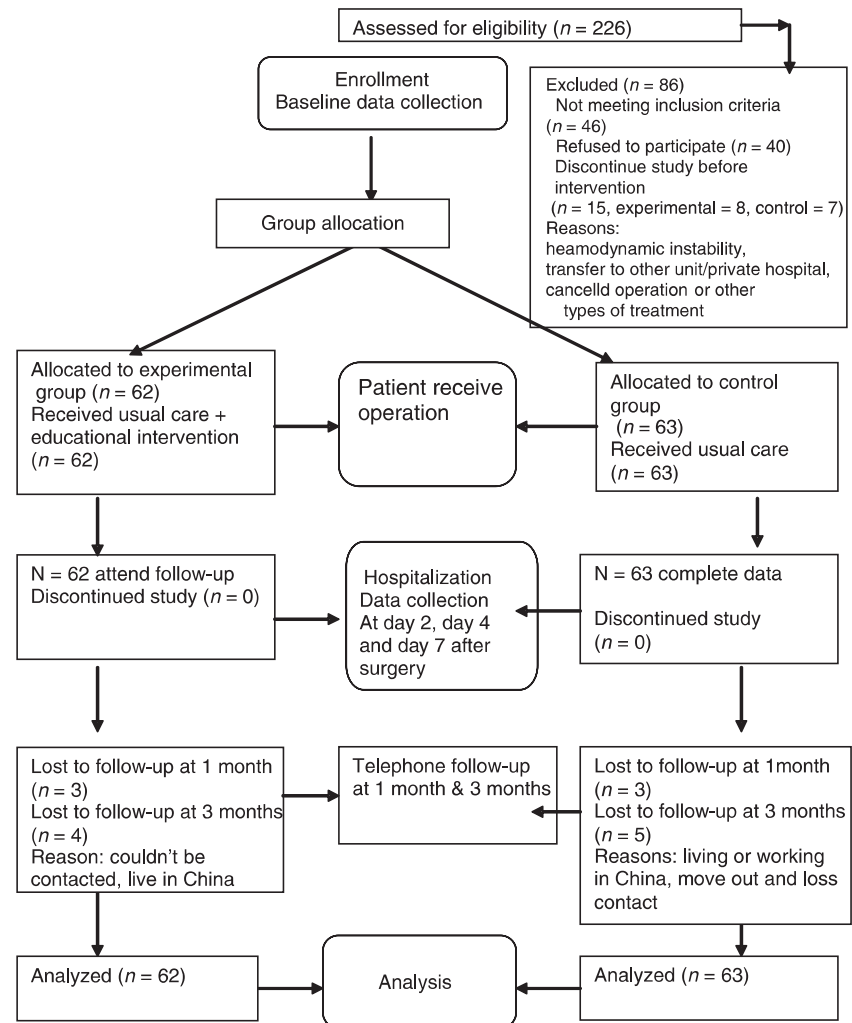 Assessed for eligibility (n = 226)
Enrollment
Baseline data collection
Excluded (n = 86)
Not meeting inclusion criteria
(n = 46)
Refused to participate (n = 40)
Discontinue study before
intervention
(n = 15, experimental = 8, control = 7)
Reasons:
heamodynamic instability,
transfer to other unit/private hospital,
cancelld operation or other
types of treatment
Group allocation
Allocated to experimental
group (n = 62)
Received usual care +
educational intervention
(n = 62)
Patient receive
operation
Allocated to control
group
(n = 63)
Received usual care
(n = 63)
N = 62 attend follow-up
Discontinued study (n = 0)
Hospitalization
Data collection
At day 2, day 4
and day 7 after
surgery
N = 63 complete data
Discontinued study
(n = 0)
Lost to follow-up at 1 month
(n = 3)
Lost to follow-up at 3 months
(n = 4)
Reason: couldn't be
contacted, live in China
Telephone follow-up
at 1 month & 3 months
Lost to follow-up at 1month
(n = 3)
Lost to follow-up at 3 months
(n = 5)
Reasons: living or working
in China, move out and loss
contact
Analyzed (n = 62)
Analysis
Analyzed (n = 63)